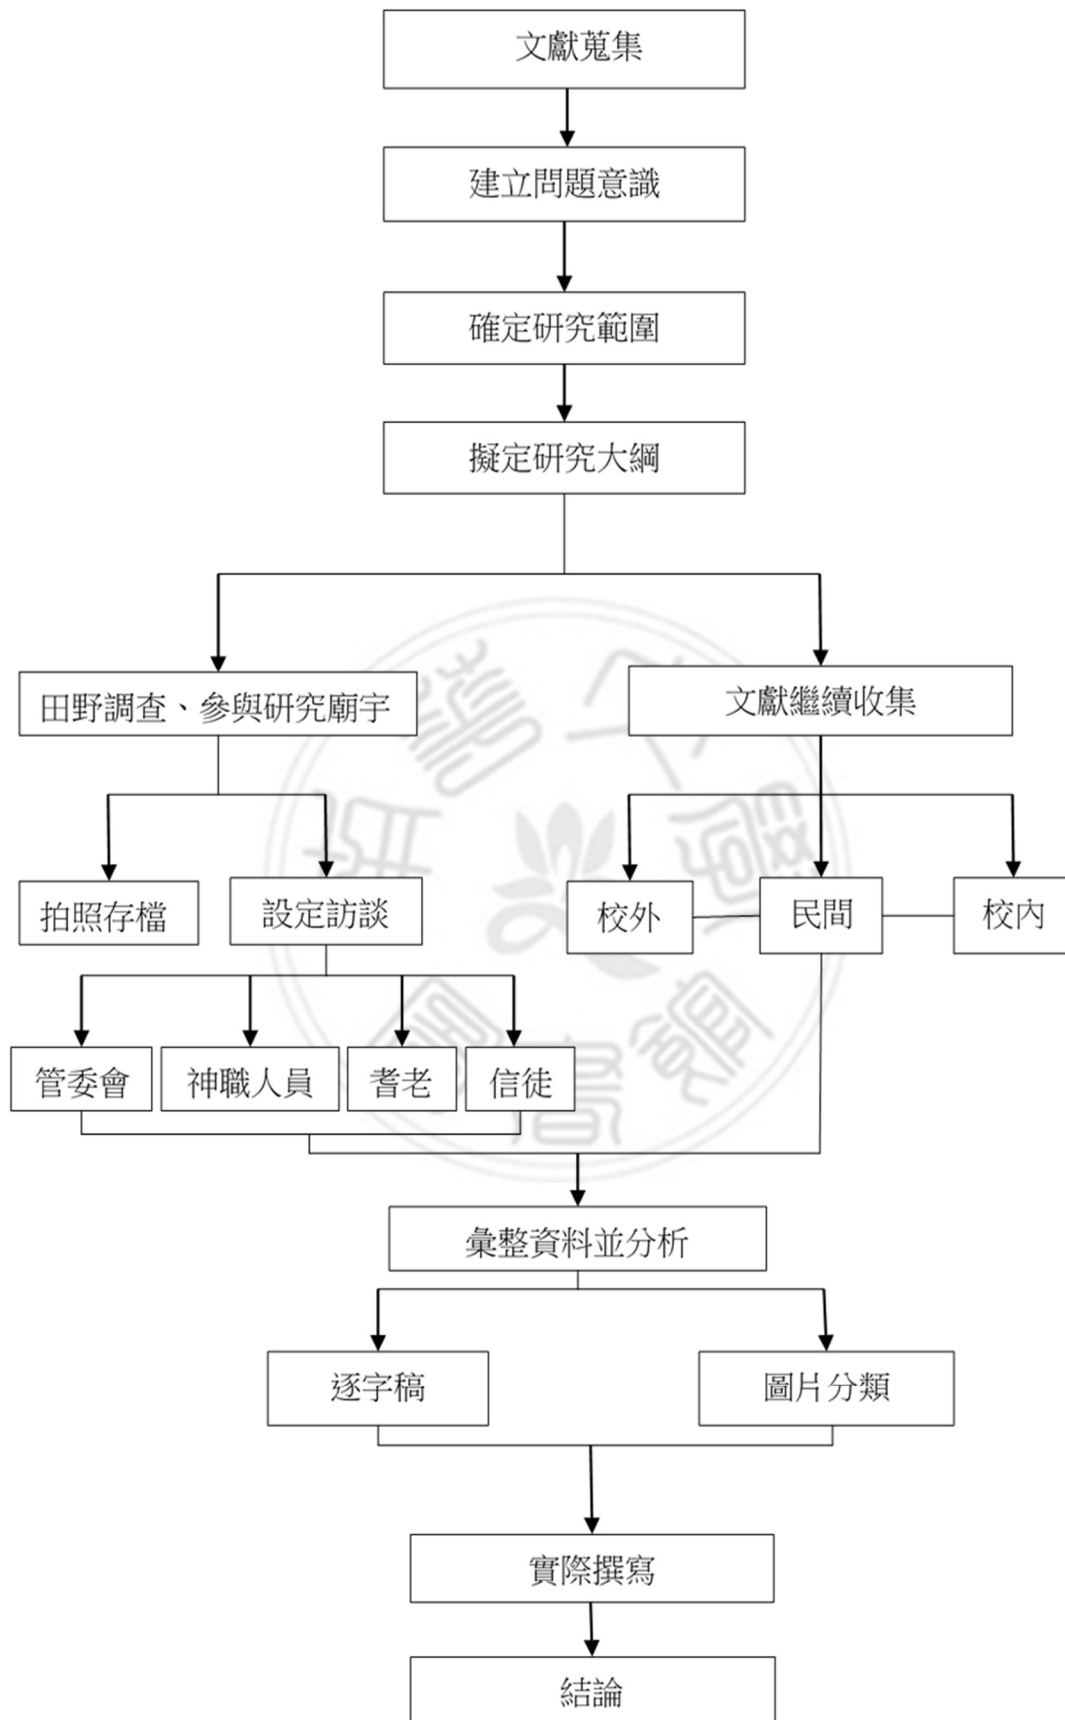 文獻蒐集
建立問題意識
確定研究範圍
擬定研究大綱
田野調查、參與研究廟宇
文獻繼續收集
拍照存檔
設定訪談
校外
民間
校內
管委會
神職人員
耆老
信徒
彙整資料並分析
逐字稿
圖片分類
實際撰寫
結論